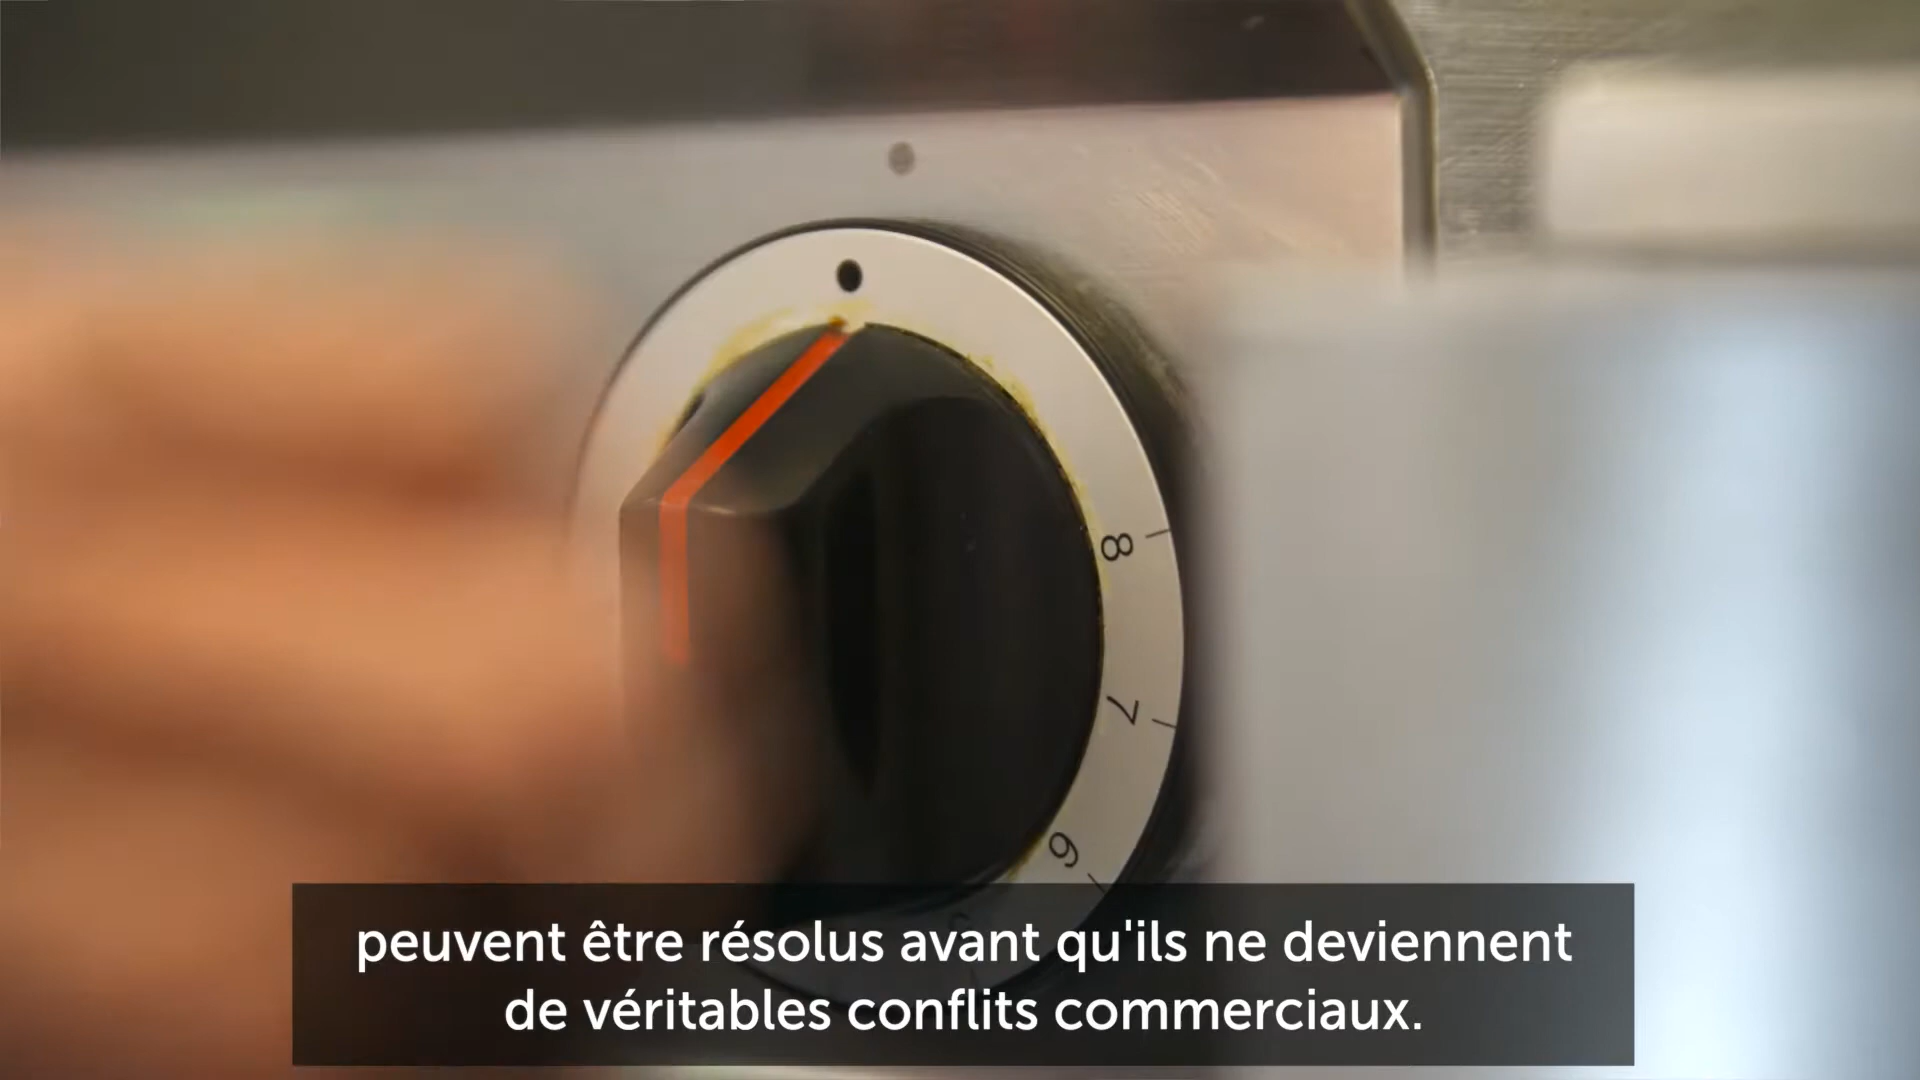 8
7
6
peuvent être résolus avant qu'ils ne deviennent
de véritables conflits commerciaux.